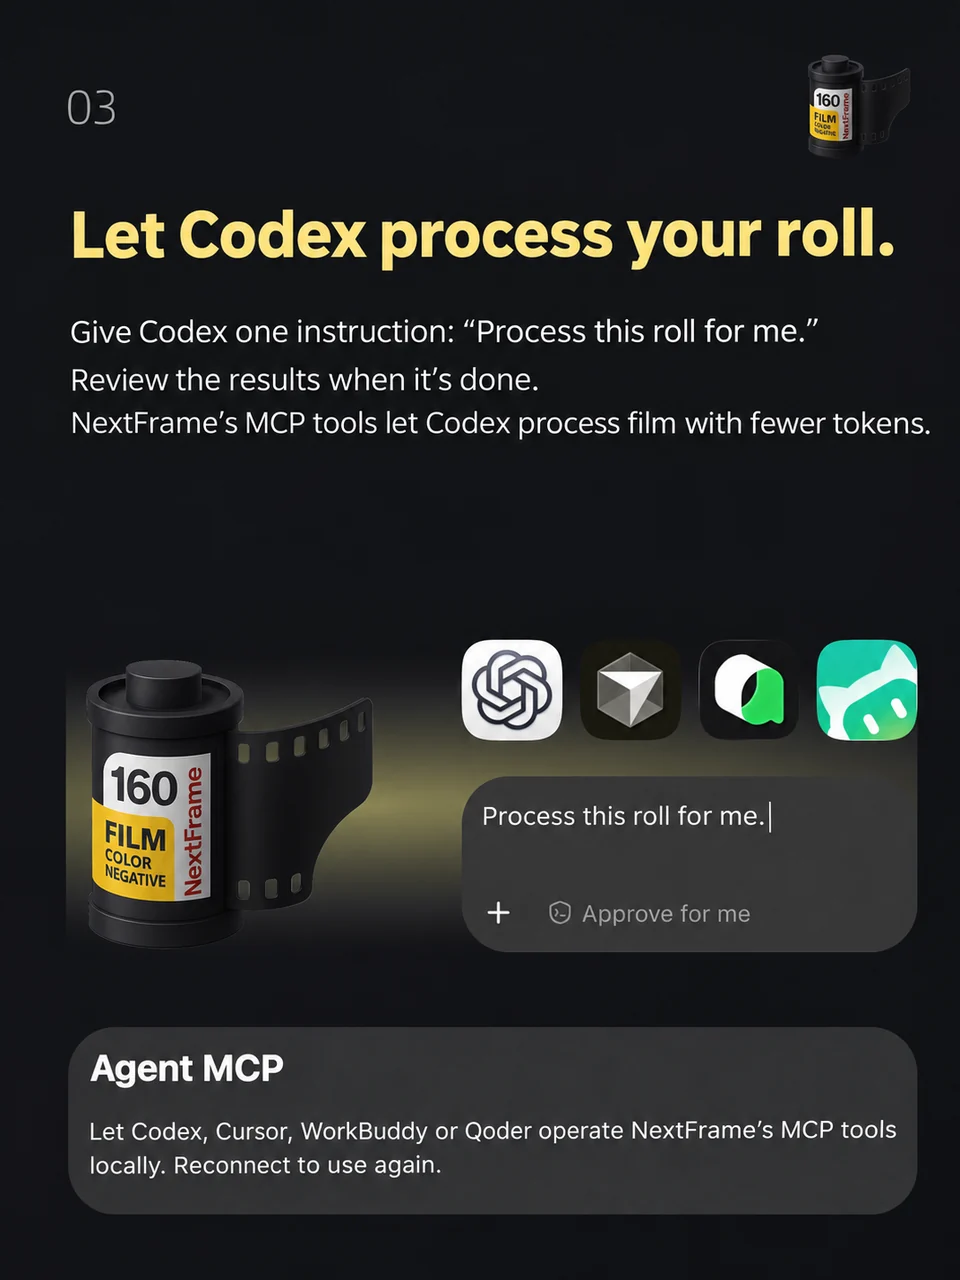 03
160
FILM
COLOR
NEGATIVE
NextFrame
Let Codex process your roll.
Give Codex one instruction: “Process this roll for me.”
Review the results when it’s done.
NextFrame’s MCP tools let Codex process film with fewer tokens.
160
FILM
COLOR
NEGATIVE
NextFrame
Process this roll for me.
Approve for me
Agent MCP
Let Codex, Cursor, WorkBuddy or Qoder operate NextFrame’s MCP tools
locally. Reconnect to use again.